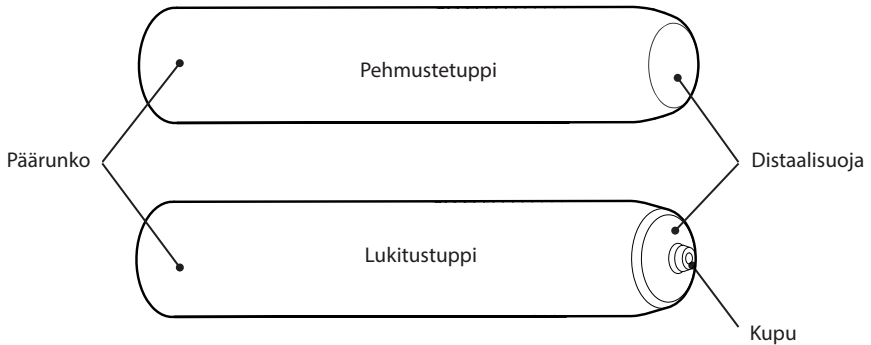 Pehmustetuppi
Päärunko
Distaalisuoja
Lukitustuppi
Kupu